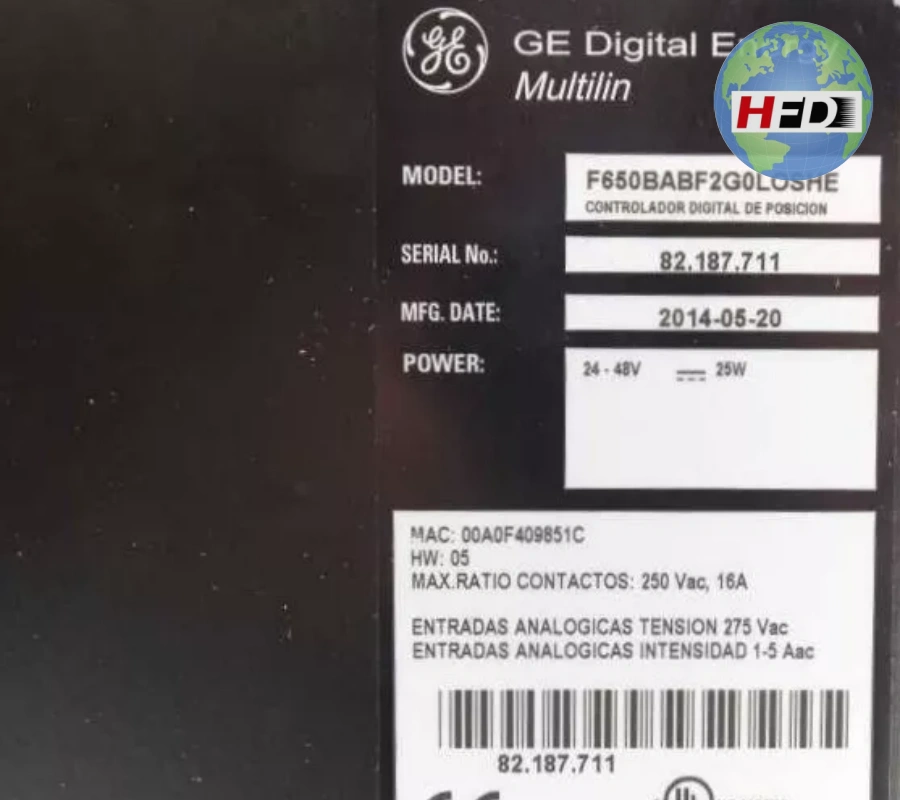 GE
GE Digital
Multilin
HFD
MODEL:
F650BABF2G0LOSHE
CONTROLADOR DIGITAL DE POSICION
SERIAL No.:
82.187.711
MFG. DATE:
2014-05-20
POWER:
24 - 48V 25W
MAC: 00A0F409851C
HW: 05
MAX.RATIO CONTACTOS: 250 Vac, 16A
ENTRADAS ANALOGICAS TENSION 275 Vac
ENTRADAS ANALOGICAS INTENSIDAD 1-5 Aac
82.187.711